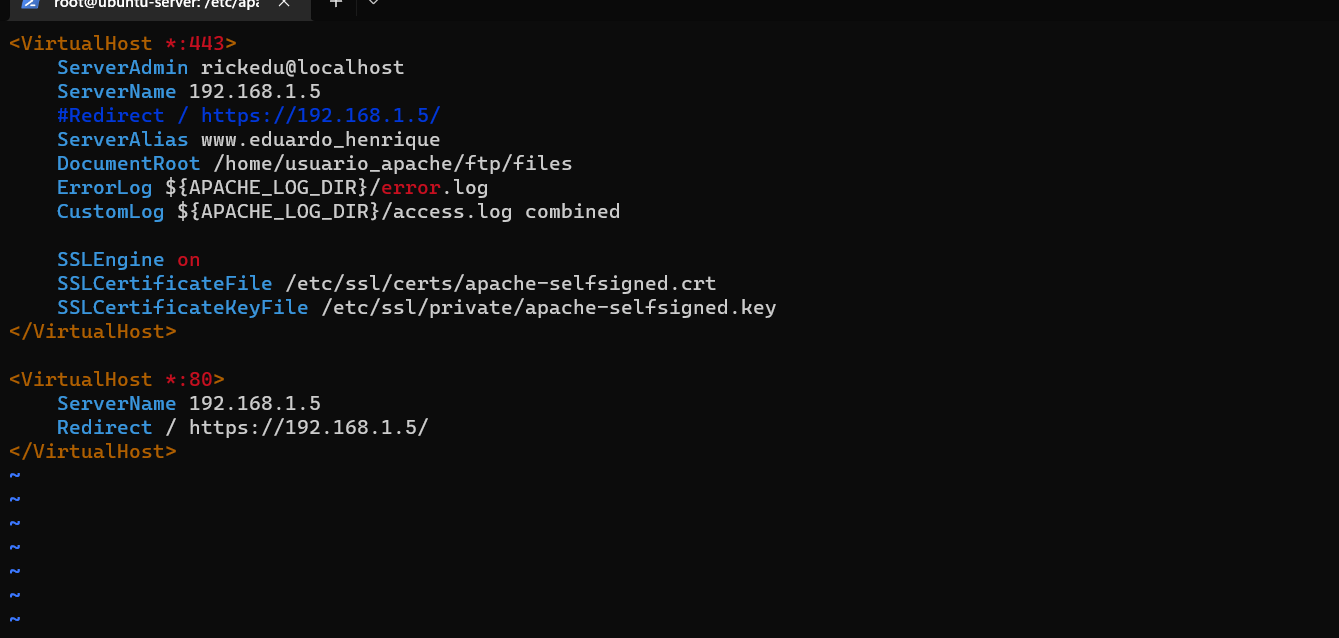 root@ubuntu-server: /etc/apa
<VirtualHost *:443>
    ServerAdmin rickedu@localhost
    ServerName 192.168.1.5
    #Redirect / https://192.168.1.5/
    ServerAlias www.eduardo_henrique
    DocumentRoot /home/usuario_apache/ftp/files
    ErrorLog ${APACHE_LOG_DIR}/error.log
    CustomLog ${APACHE_LOG_DIR}/access.log combined

    SSLEngine on
    SSLCertificateFile /etc/ssl/certs/apache-selfsigned.crt
    SSLCertificateKeyFile /etc/ssl/private/apache-selfsigned.key
</VirtualHost>

<VirtualHost *:80>
    ServerName 192.168.1.5
    Redirect / https://192.168.1.5/
</VirtualHost>
~
~
~
~
~
~
~